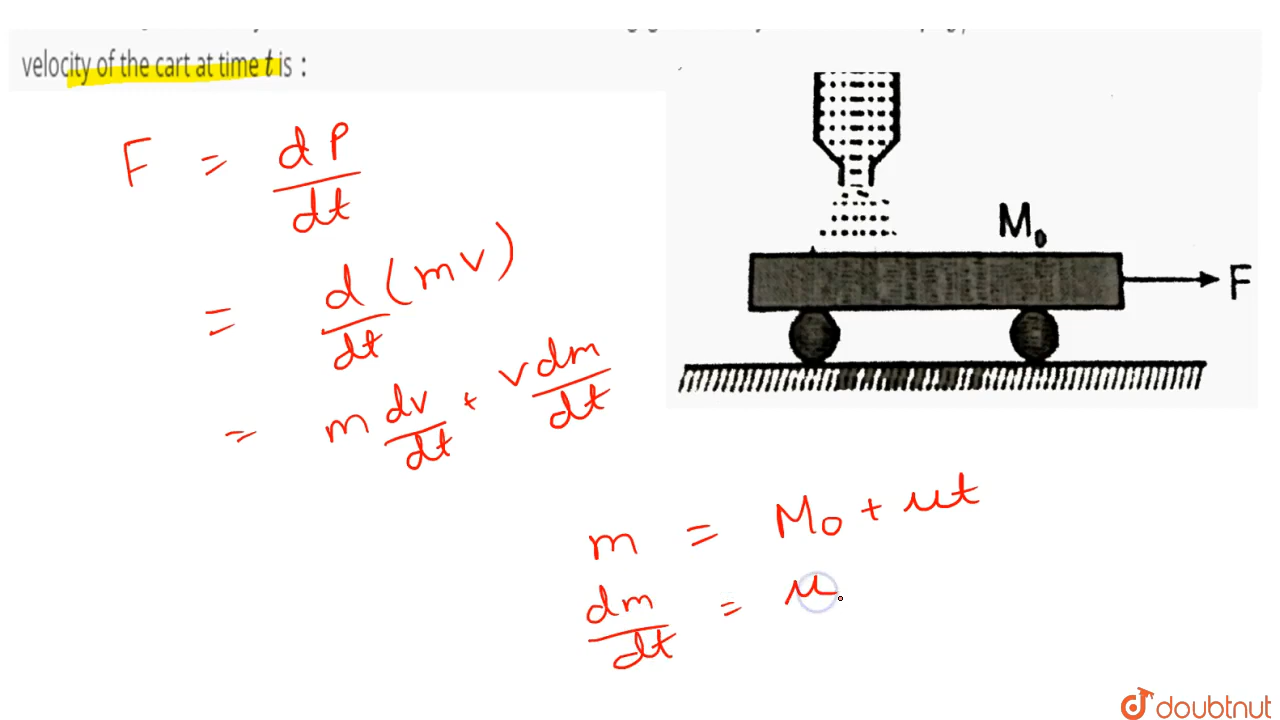 velocity of the cart at time t is :
F = dP/dt
= d/dt (mv)
= m dv/dt + v dm/dt
M₀
F
m = M₀ + μt
dm/dt = μ
doubtnut